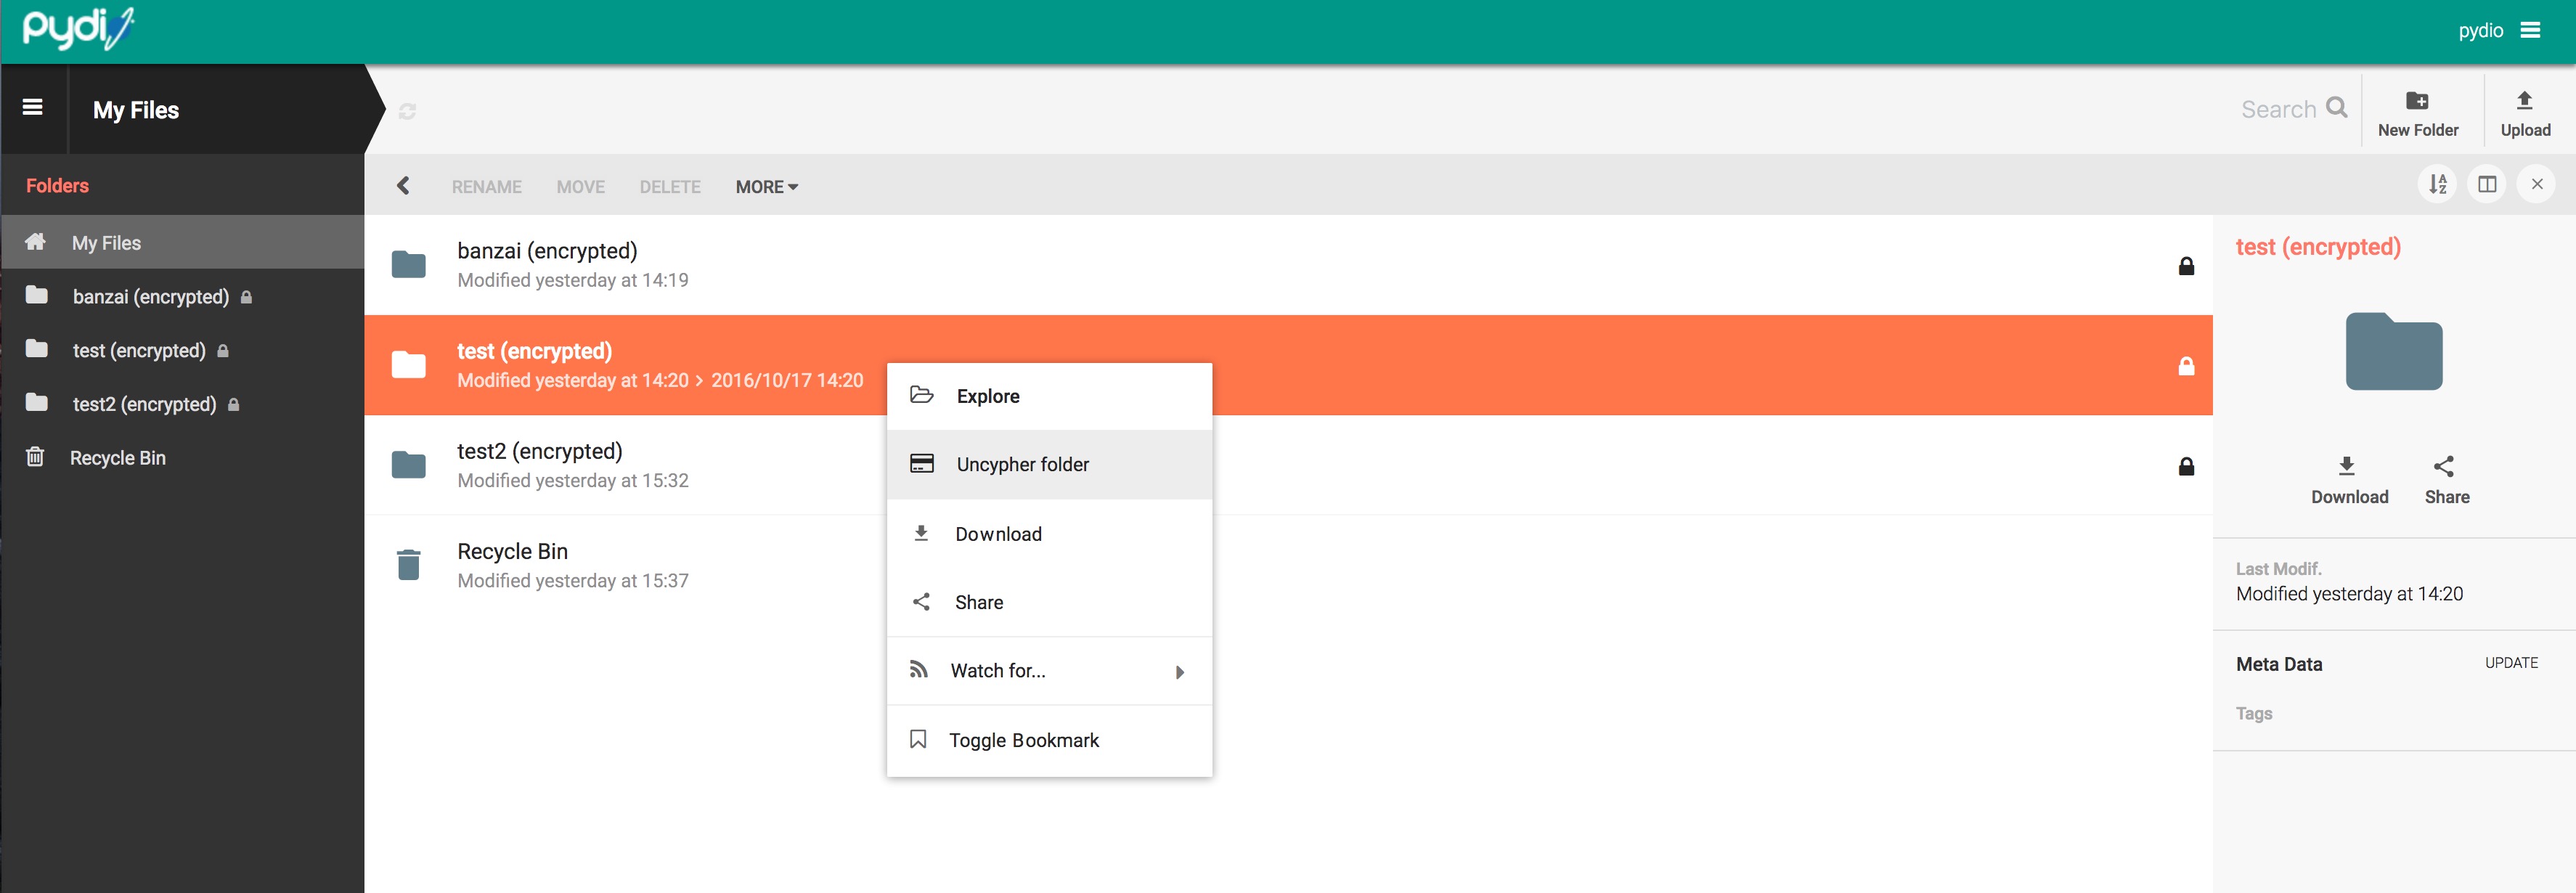 pydio
pydio
My Files
Search
New Folder
Upload
Folders
RENAME MOVE DELETE MORE
My Files
banzai (encrypted)
test (encrypted)
test2 (encrypted)
Recycle Bin
banzai (encrypted)
Modified yesterday at 14:19
test (encrypted)
Modified yesterday at 14:20 > 2016/10/17 14:20
test2 (encrypted)
Modified yesterday at 15:32
Recycle Bin
Modified yesterday at 15:37
Explore
Uncypher folder
Download
Share
Watch for...
Toggle Bookmark
test (encrypted)
Download Share
Last Modif.
Modified yesterday at 14:20
Meta Data UPDATE
Tags